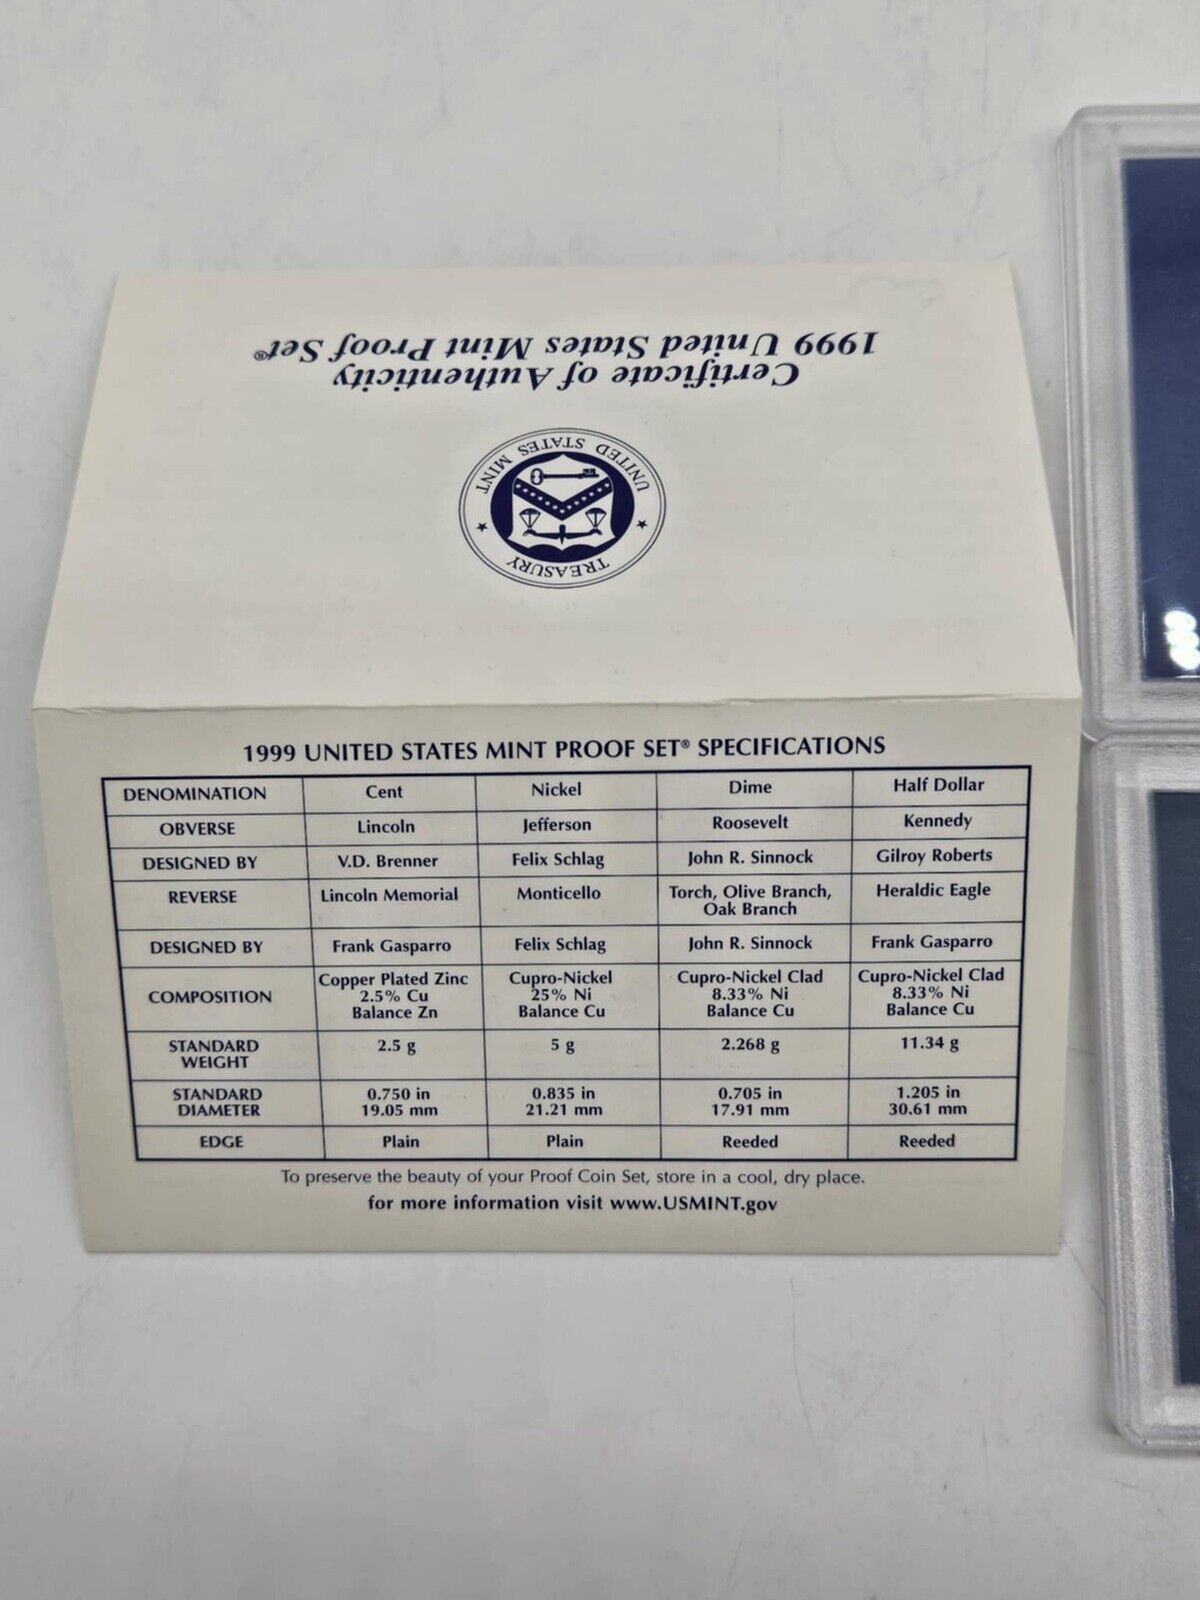 Certificate of Authenticity
1999 United States Mint Proof Set®
UNITED STATES MINT
TREASURY
1999 UNITED STATES MINT PROOF SET® SPECIFICATIONS
DENOMINATION Cent Nickel Dime Half Dollar
OBVERSE Lincoln Jefferson Roosevelt Kennedy
DESIGNED BY V.D. Brenner Felix Schlag John R. Sinnock Gilroy Roberts
REVERSE Lincoln Memorial Monticello Torch, Olive Branch, Heraldic Eagle
Oak Branch
DESIGNED BY Frank Gasparro Felix Schlag John R. Sinnock Frank Gasparro
COMPOSITION Copper Plated Zinc Cupro-Nickel Cupro-Nickel Clad Cupro-Nickel Clad
2.5% Cu 25% Ni 8.33% Ni 8.33% Ni
Balance Zn Balance Cu Balance Cu Balance Cu
STANDARD WEIGHT 2.5 g 5 g 2.268 g 11.34 g
STANDARD 0.750 in 0.835 in 0.705 in 1.205 in
DIAMETER 19.05 mm 21.21 mm 17.91 mm 30.61 mm
EDGE Plain Plain Reeded Reeded
To preserve the beauty of your Proof Coin Set, store in a cool, dry place.
for more information visit www.USMINT.gov